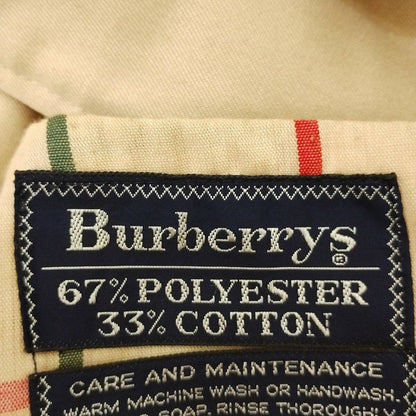 Burberrys®
67% POLYESTER
33% COTTON
CARE AND MAINTENANCE
WARM MACHINE WASH OR HANDWASH.
SOAP. RINSE THOROUGHLY